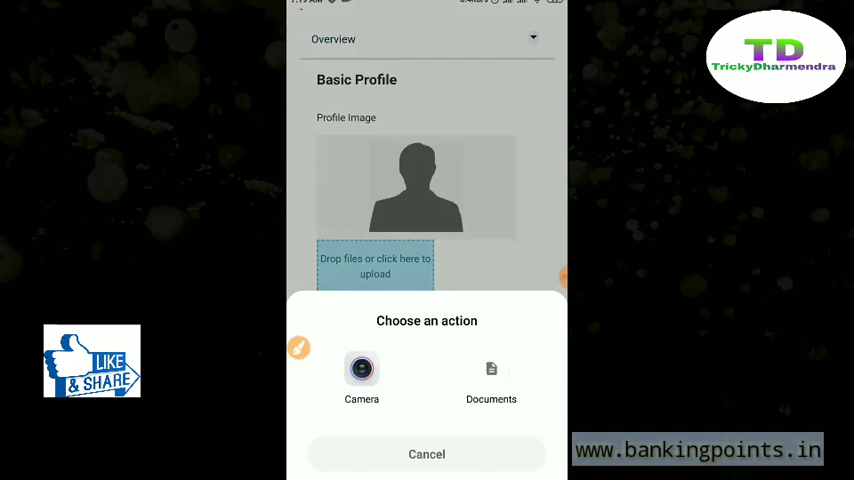 Overview
TD
TrickyDharmendra
Basic Profile
Profile Image
Drop files or click here to
upload
Choose an action
LIKE
& SHARE
Camera
Documents
Cancel
www.bankingpoints.in